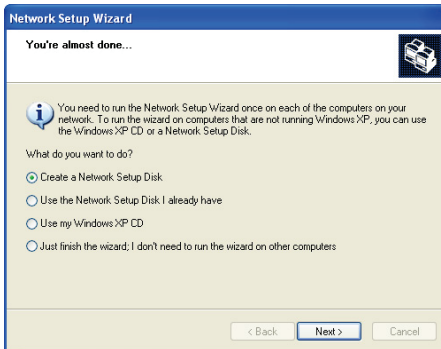 Network Setup Wizard
You're almost done...
You need to run the Network Setup Wizard once on each of the computers on your
network. To run the wizard on computers that are not running Windows XP, you can use
the Windows XP CD or a Network Setup Disk.
What do you want to do?
Create a Network Setup Disk
Use the Network Setup Disk I already have
Use my Windows XP CD
Just finish the wizard; I don't need to run the wizard on other computers
< Back
Next >
Cancel